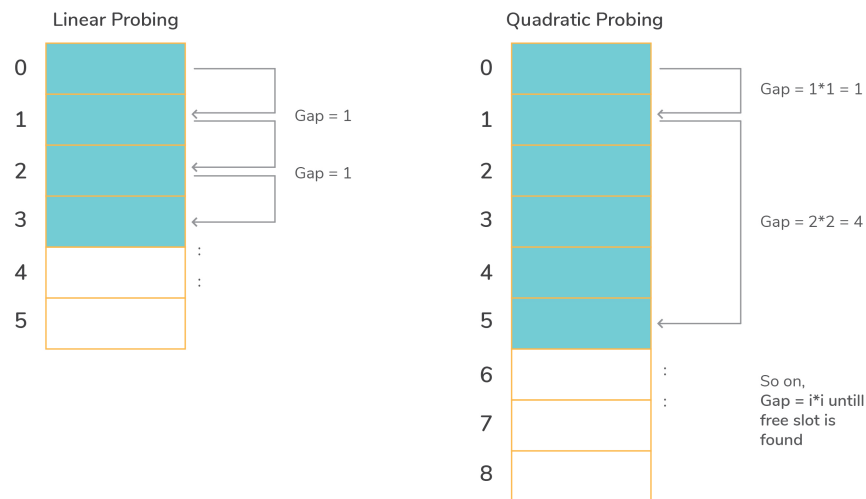 Linear Probing
0
1
2
3
4
5
Gap = 1
Gap = 1
:
:
Quadratic Probing
0
1
2
3
4
5
6
7
8
Gap = 1*1 = 1
Gap = 2*2 = 4
:
:
So on,
Gap = i*i untill
free slot is
found